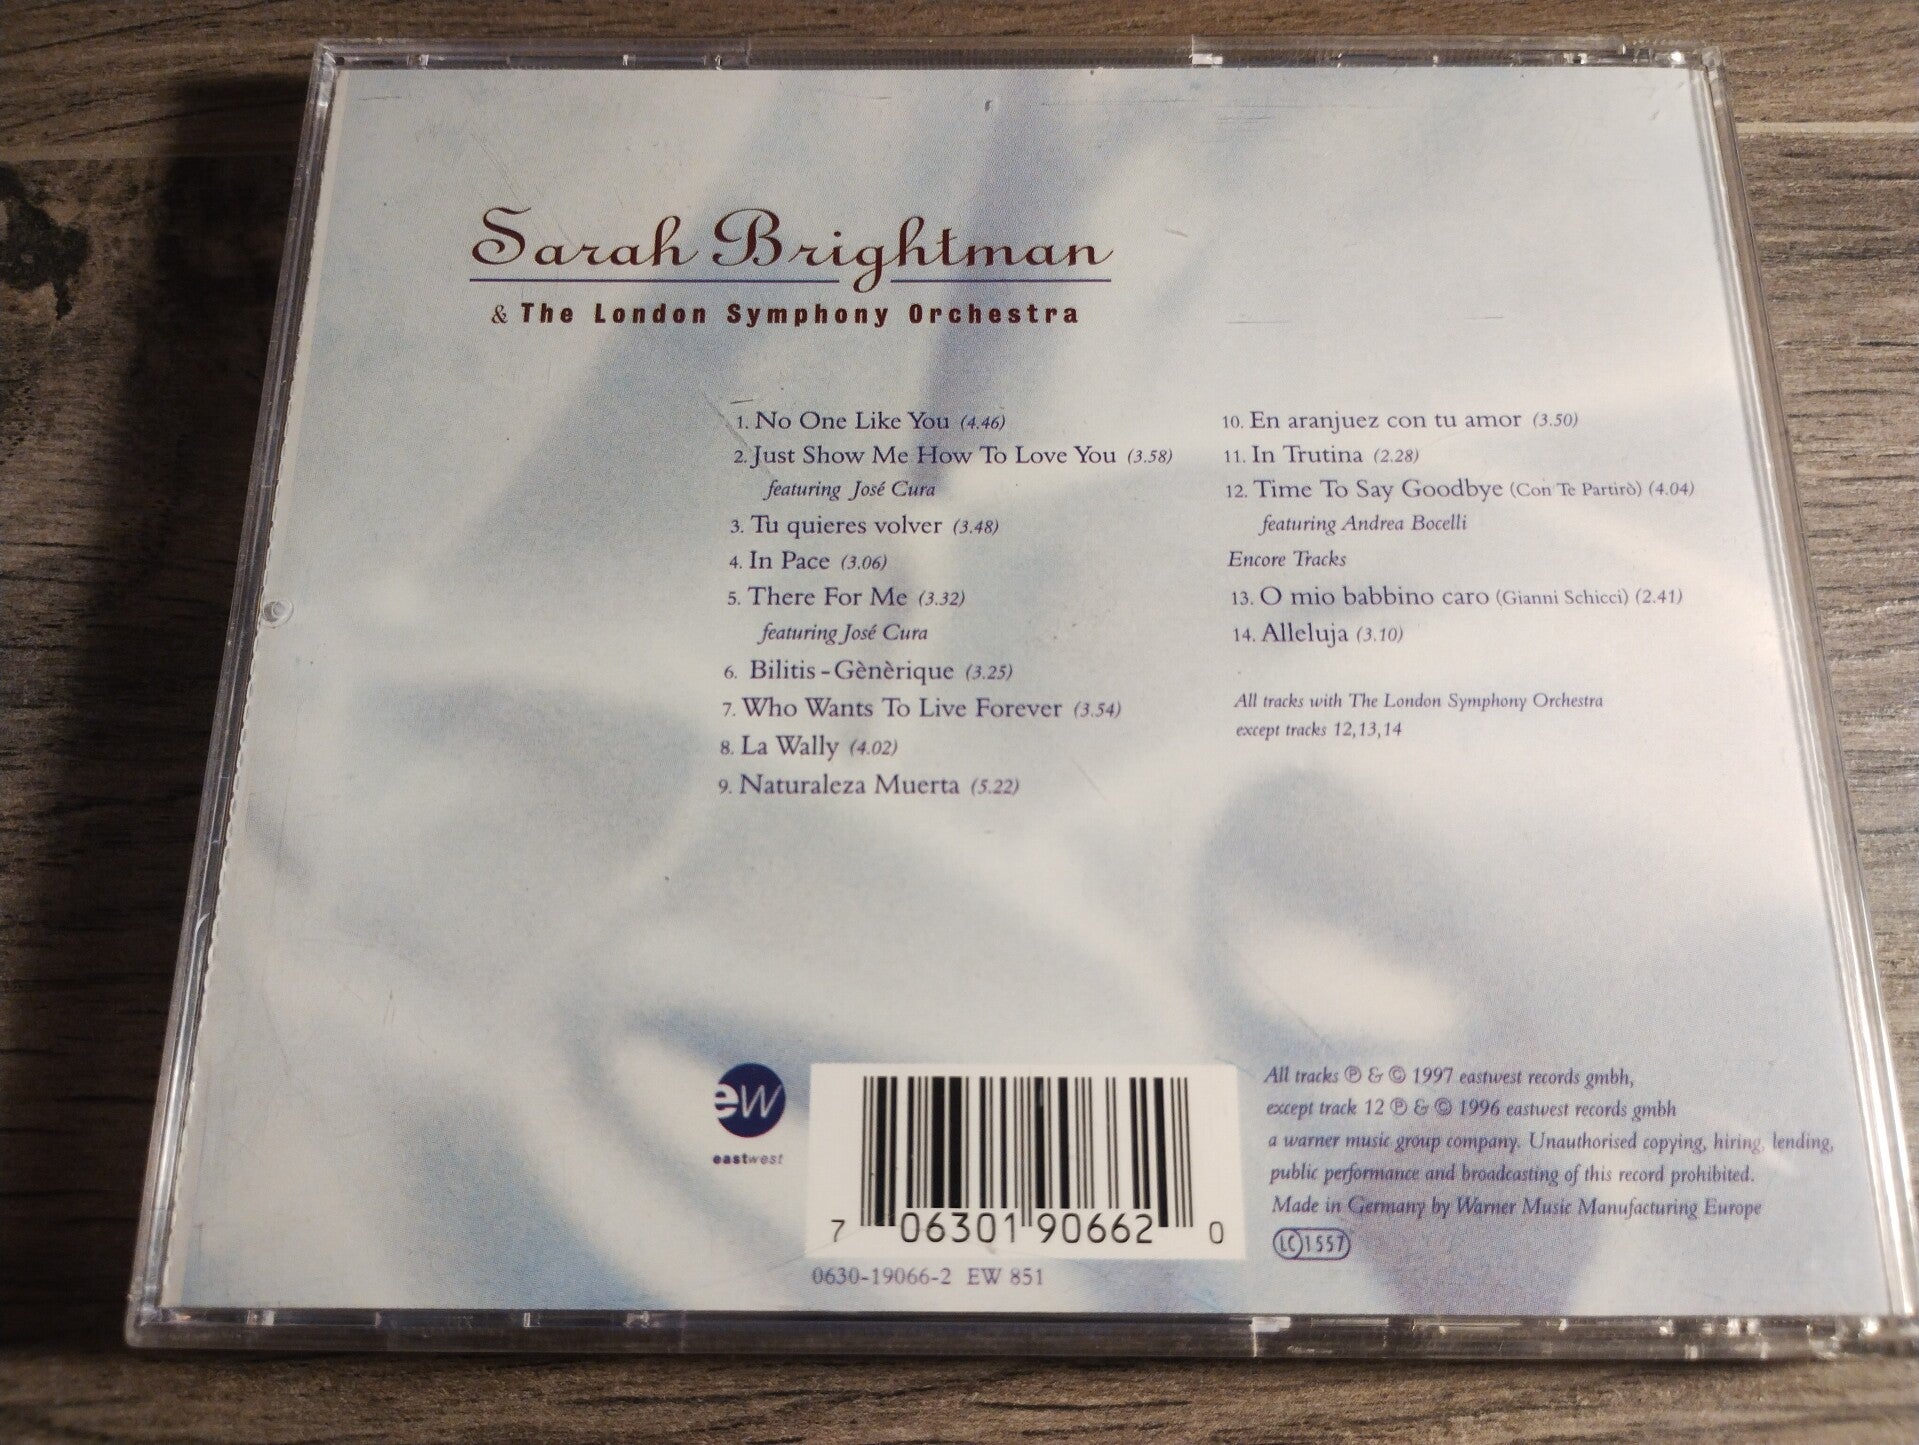 Sarah Brightman
& The London Symphony Orchestra
1. No One Like You (4.46)
2. Just Show Me How To Love You (3.58)
featuring José Cura
3. Tu quieres volver (3.48)
4. In Pace (3.06)
5. There For Me (3.32)
featuring José Cura
6. Bilitis - Gènèrique (3.25)
7. Who Wants To Live Forever (3.54)
8. La Wally (4.02)
9. Naturaleza Muerta (5.22)
10. En aranjuez con tu amor (3.50)
11. In Trutina (2.28)
12. Time To Say Goodbye (Con Te Partirò) (4.04)
featuring Andrea Bocelli
Encore Tracks
13. O mio babbino caro (Gianni Schicci) (2.41)
14. Alleluja (3.10)
All tracks with The London Symphony Orchestra
except tracks 12,13,14
ew
eastwest
7 06301 90662 0
0630-19066-2 EW 851
All tracks ℗ & © 1997 eastwest records gmbh,
except track 12 ℗ & © 1996 eastwest records gmbh
a warner music group company. Unauthorised copying, hiring, lending,
public performance and broadcasting of this record prohibited.
Made in Germany by Warner Music Manufacturing Europe
LC 1557